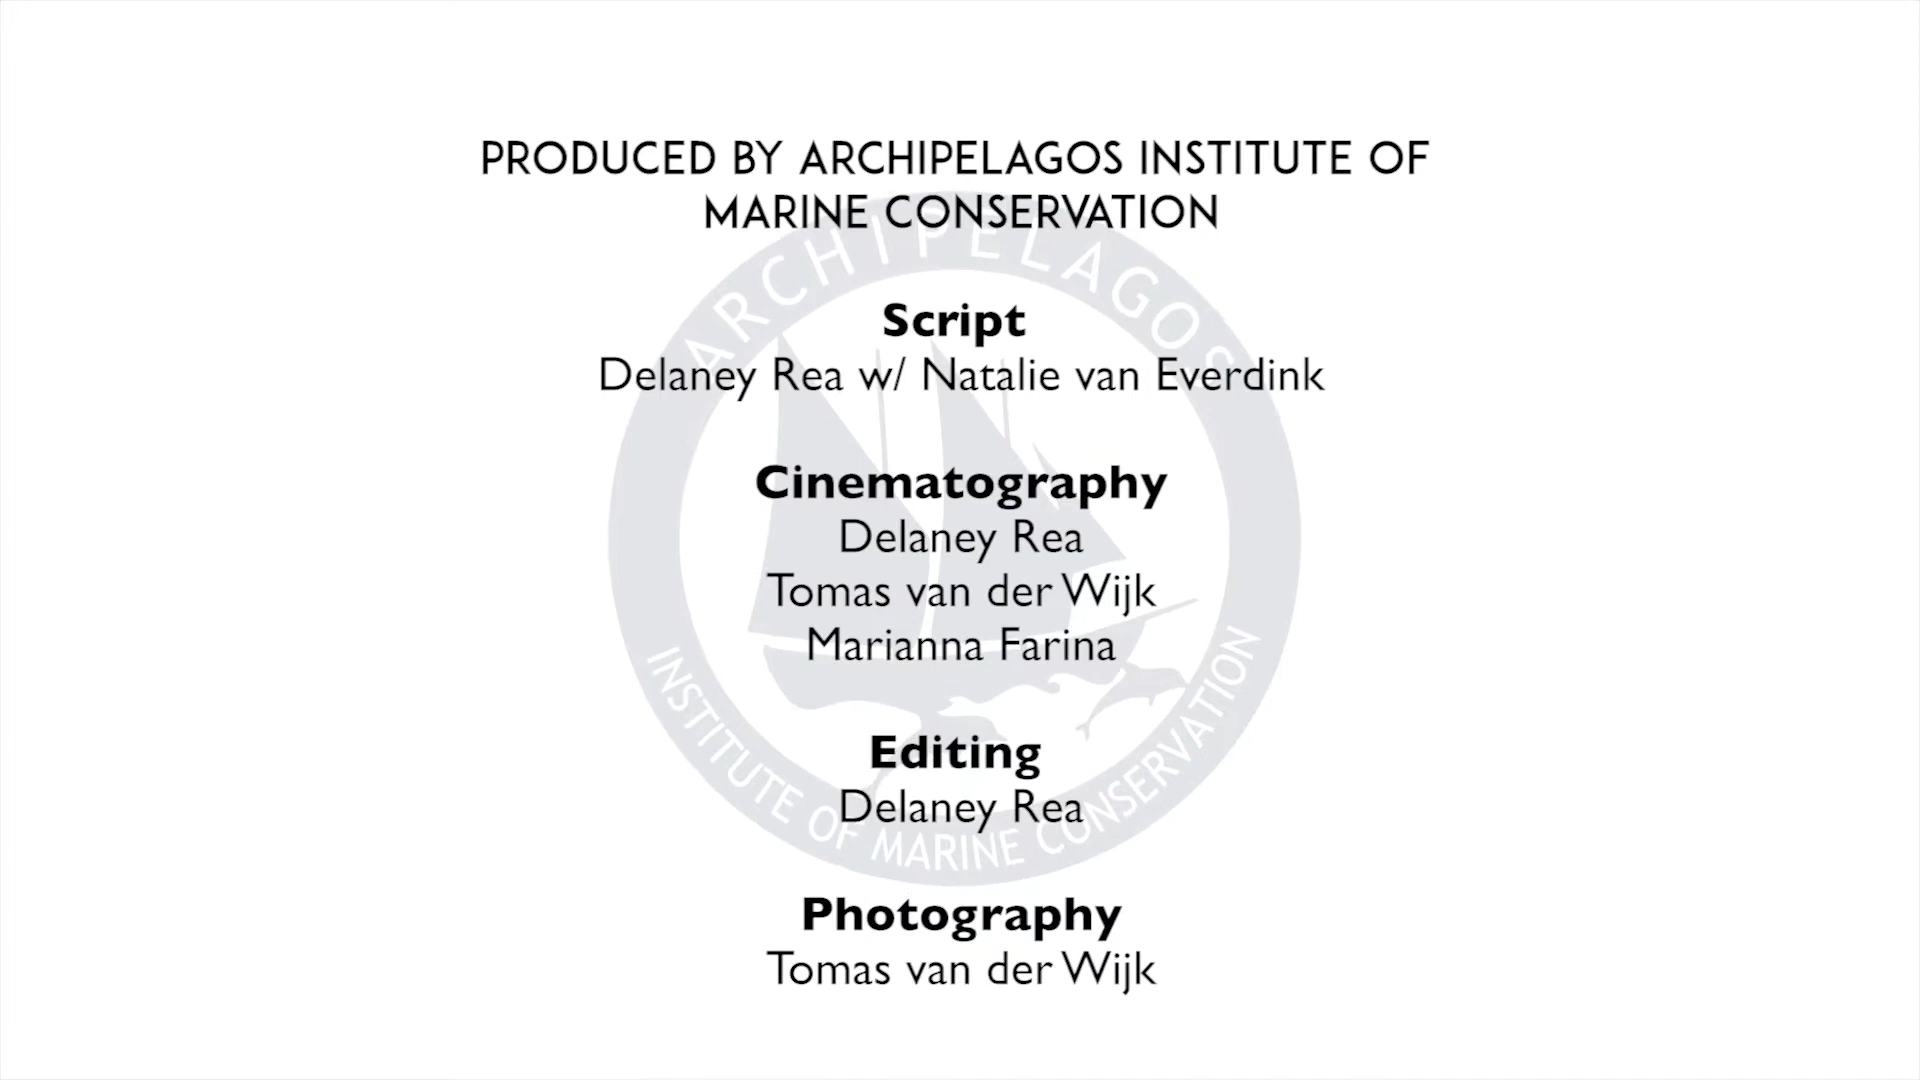 PRODUCED BY ARCHIPELAGOS INSTITUTE OF
MARINE CONSERVATION
ARCHIPELAGOS
Script
Delaney Rea w/ Natalie van Everdink
Cinematography
Delaney Rea
Tomas van der Wijk
Marianna Farina
Editing
Delaney Rea
INSTITUTE OF MARINE CONSERVATION
Photography
Tomas van der Wijk